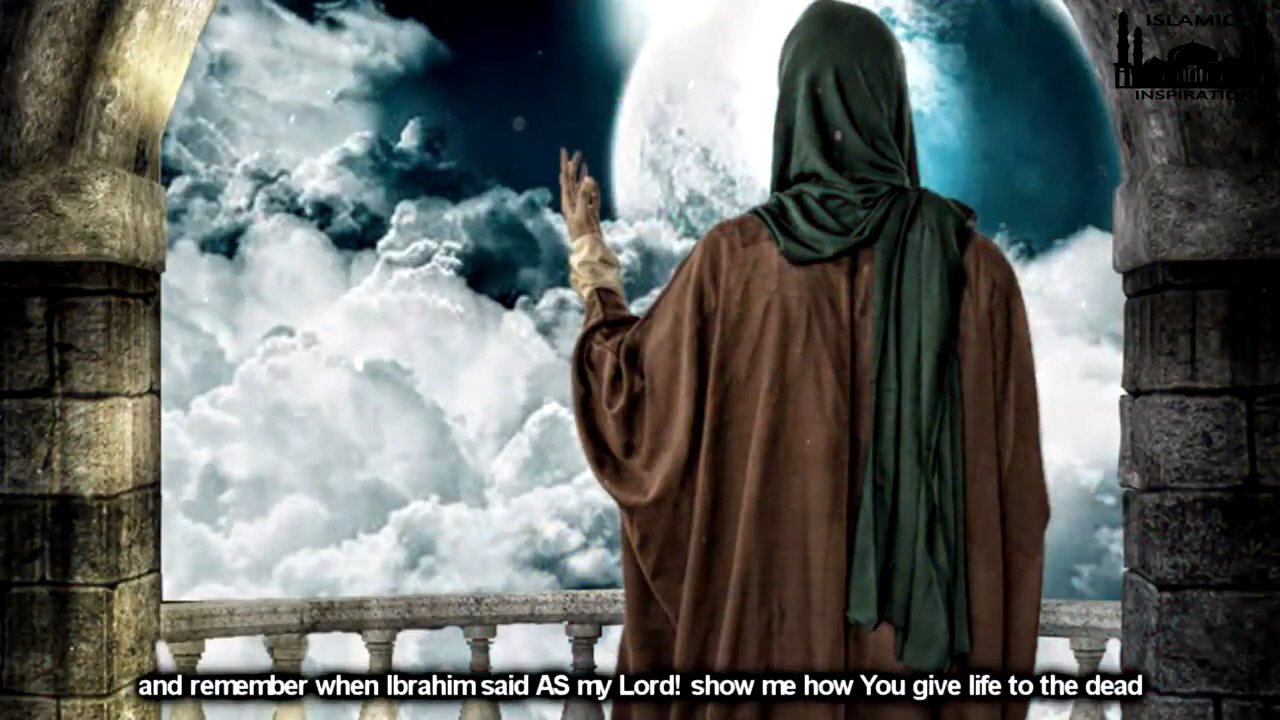 ISLAMIC
INSPIRATION
and remember when Ibrahim said AS my Lord! show me how You give life to the dead